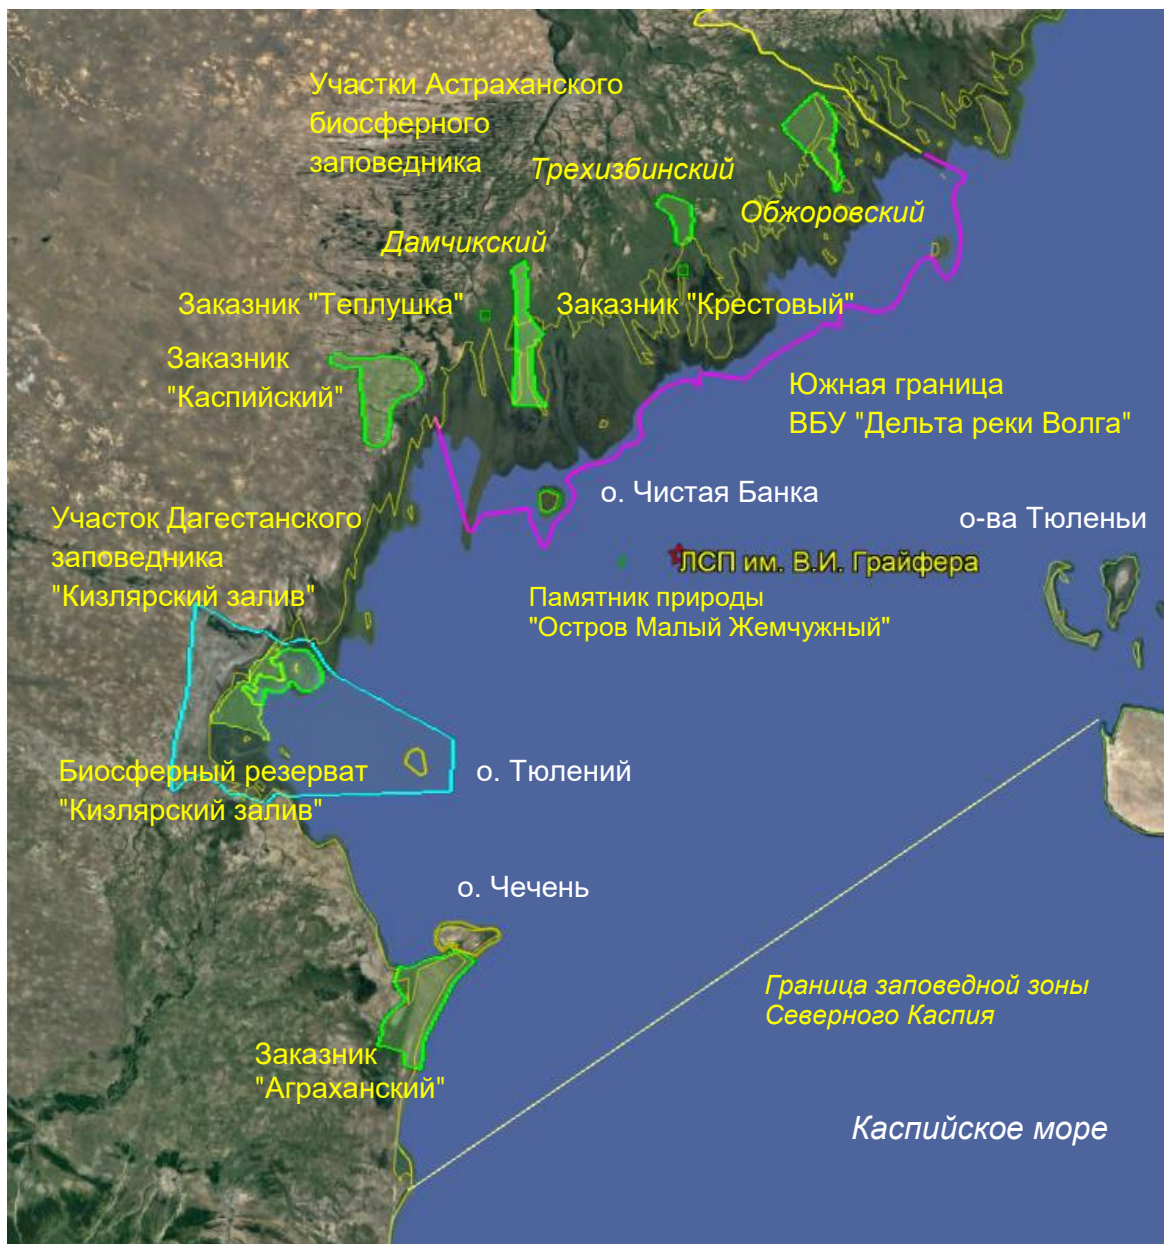 Участки Астраханского
биосферного
заповедника
Трехизбинский
Обжоровский
Дамчикский
Заказник "Теплушка"
Заказник "Крестовый"
Заказник
"Каспийский"
Южная граница
ВБУ "Дельта реки Волга"
о. Чистая Банка
о-ва Тюленьи
Участок Дагестанского
заповедника
"Кизлярский залив"
ЛСП им. В.И. Грайфера
Памятник природы
"Остров Малый Жемчужный"
Биосферный резерват
"Кизлярский залив"
о. Тюлений
о. Чечень
Граница заповедной зоны
Северного Каспия
Заказник
"Аграханский"
Каспийское море